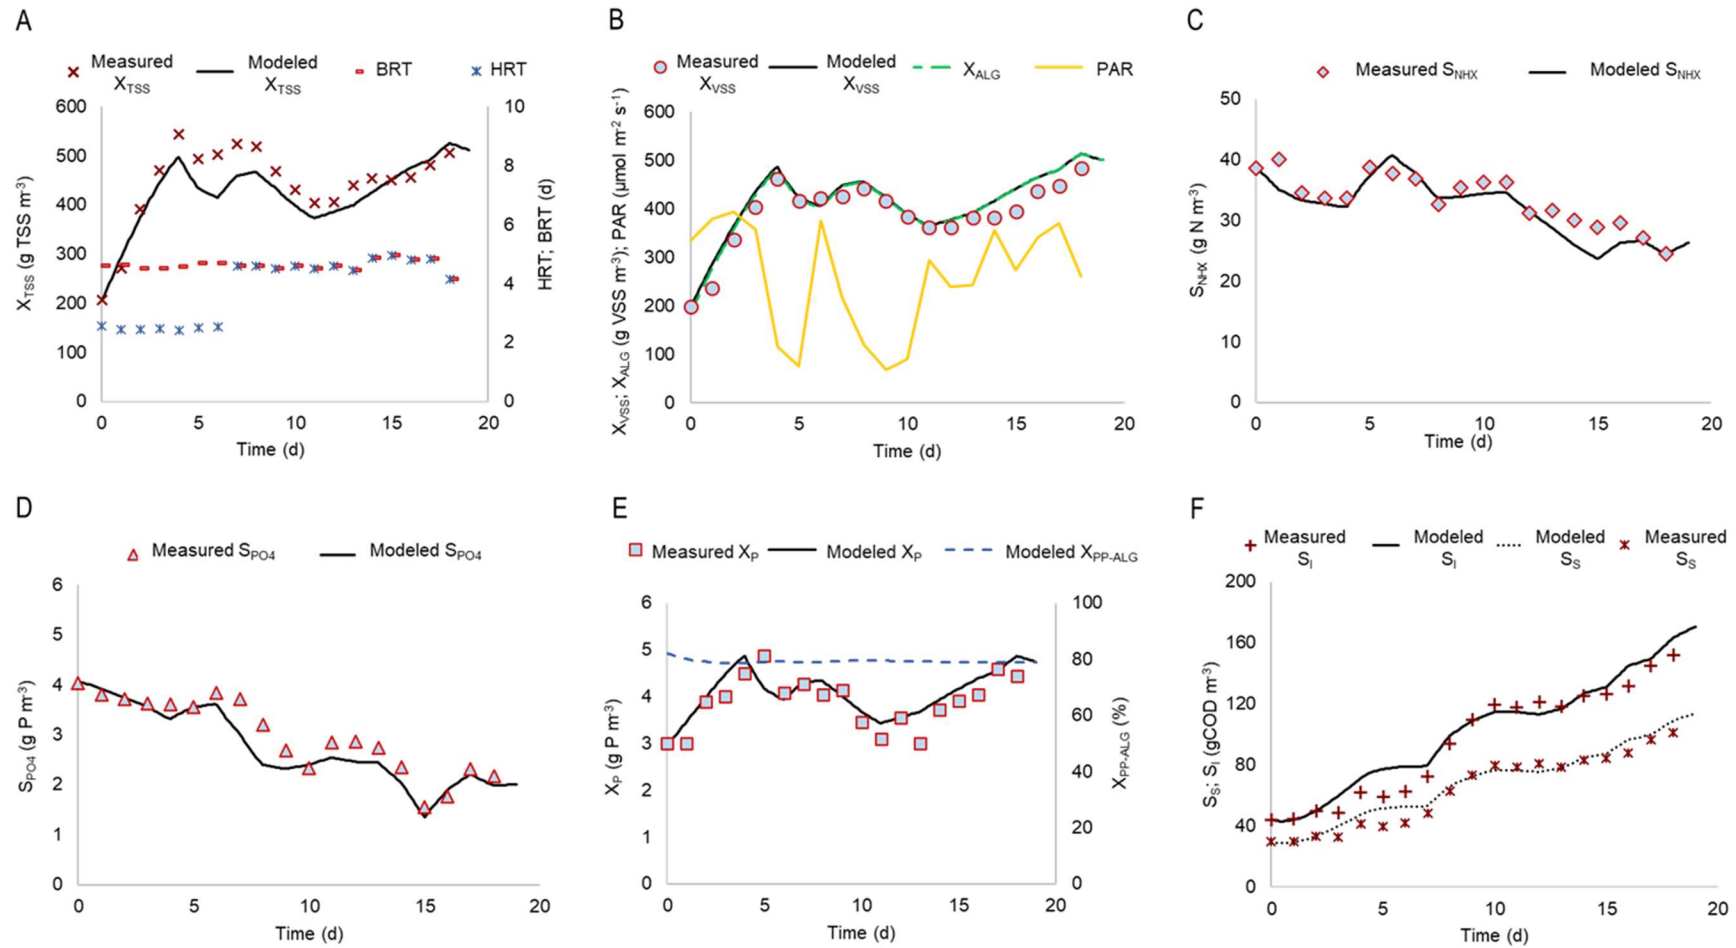 A
Measured X_TSS
Modeled X_TSS
BRT
HRT
600
500
400
300
200
100
0
X_TSS (g TSS m⁻³)
10
8
6
4
2
0
HRT; BRT (d)
0 5 10 15 20
Time (d)
B
Measured X_VSS
Modeled X_VSS
X_ALG
PAR
600
500
400
300
200
100
0
X_VSS; X_ALG (g VSS m⁻³); PAR (µmol m⁻² s⁻¹)
0 5 10 15 20
Time (d)
C
Measured S_NHX
Modeled S_NHX
50
40
30
20
10
0
S_NHX (g N m⁻³)
0 5 10 15 20
Time (d)
D
Measured S_PO4
Modeled S_PO4
6
5
4
3
2
1
0
S_PO4 (g P m⁻³)
0 5 10 15 20
Time (d)
E
Measured X_P
Modeled X_P
Modeled X_PP-ALG
6
5
4
3
2
1
0
X_P (g P m⁻³)
100
80
60
40
20
0
X_PP-ALG (%)
0 5 10 15 20
Time (d)
F
Measured S_I
Modeled S_I
Modeled S_S
Measured S_S
200
160
120
80
40
0
S_S; S_I (gCOD m⁻³)
0 5 10 15 20
Time (d)